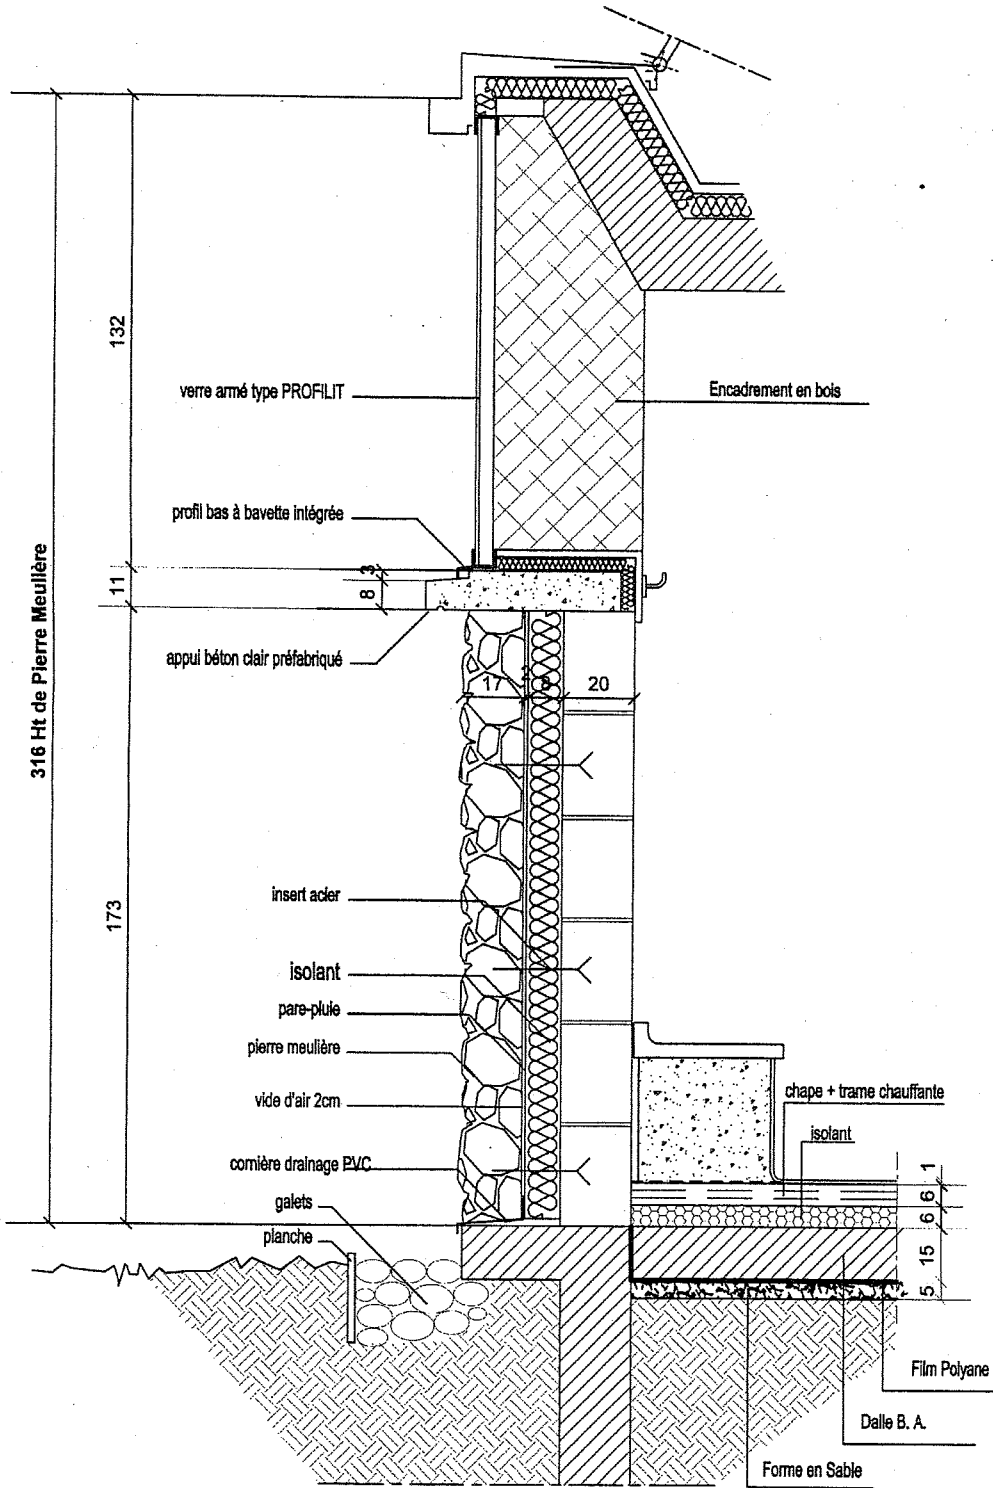 132
verre armé type PROFILIT
Encadrement en bois
profil bas à bavette intégrée
316 Ht de Pierre Meulière
11
3
8
appui béton clair préfabriqué
17
2
8
20
173
insert acier
isolant
pare-pluie
pierre meulière
vide d'air 2cm
cornière drainage PVC
galets
planche
chape + trame chauffante
isolant
1
6
6
15
5
Film Polyane
Dalle B. A.
Forme en Sable